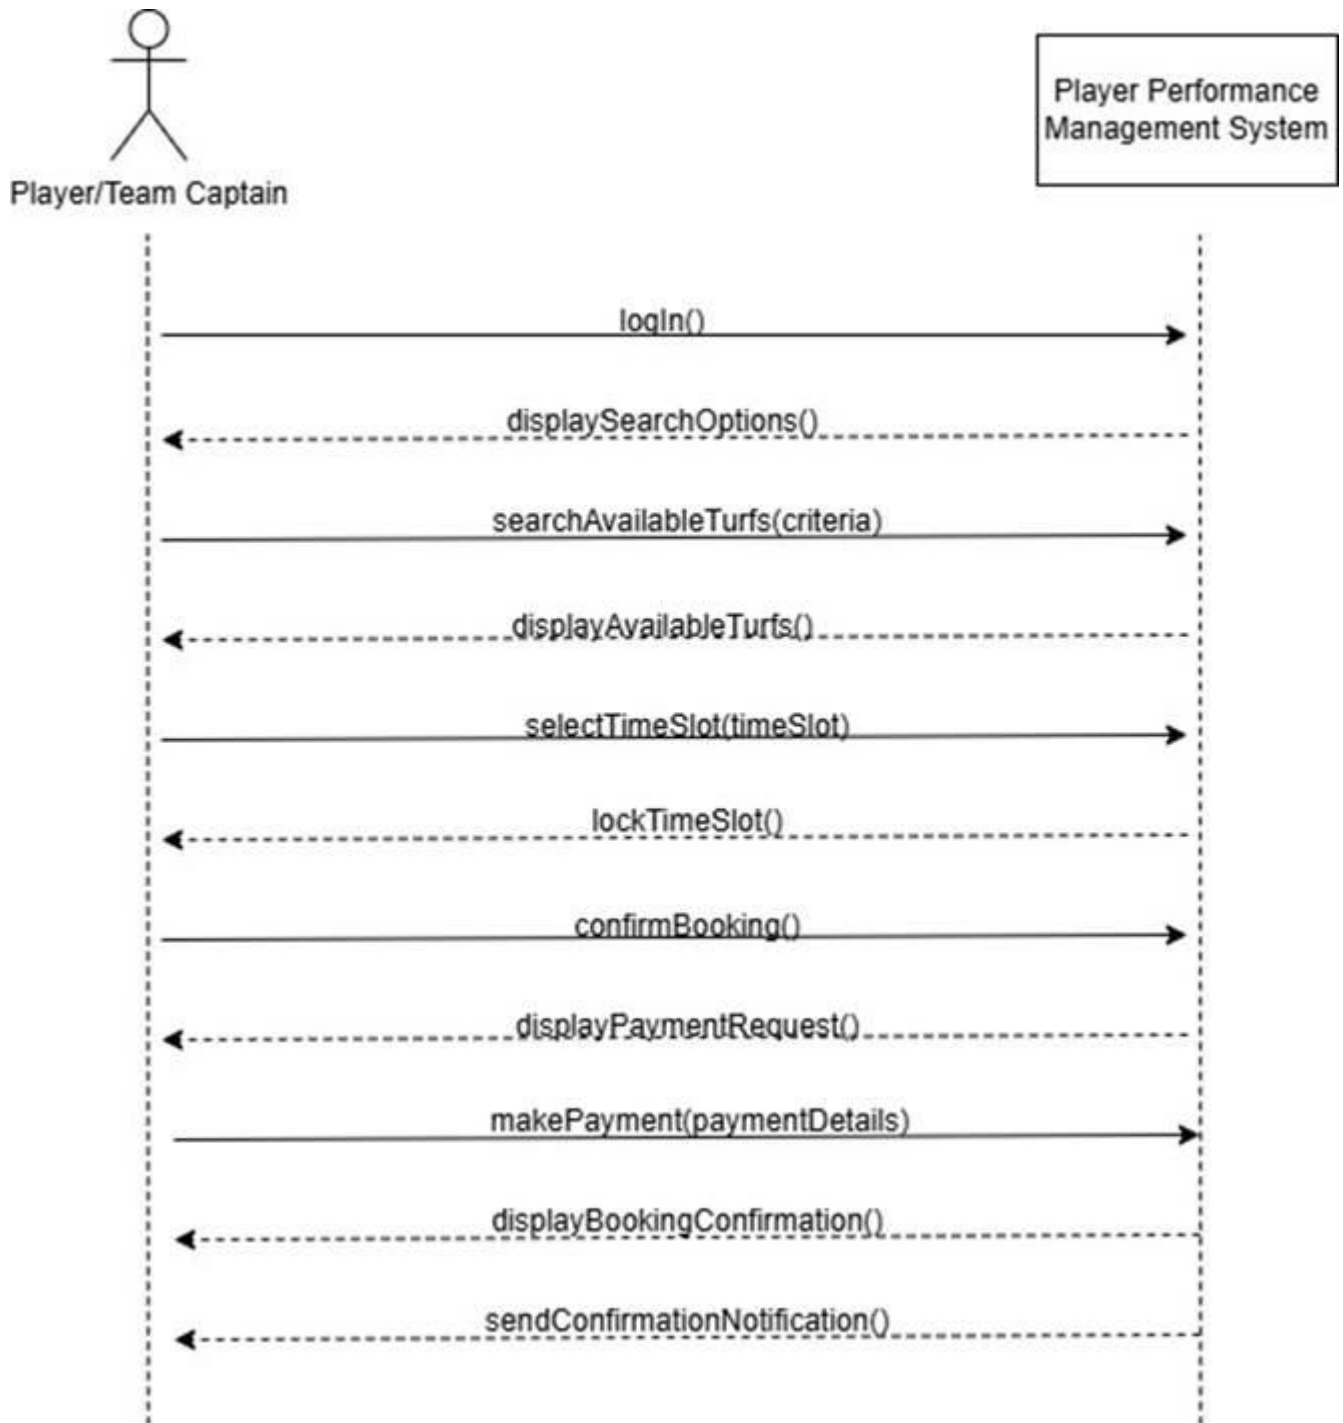 Player/Team Captain
Player Performance
Management System
logIn()
displaySearchOptions()
searchAvailableTurfs(criteria)
displayAvailableTurfs()
selectTimeSlot(timeSlot)
lockTimeSlot()
confirmBooking()
displayPaymentRequest()
makePayment(paymentDetails)
displayBookingConfirmation()
sendConfirmationNotification()